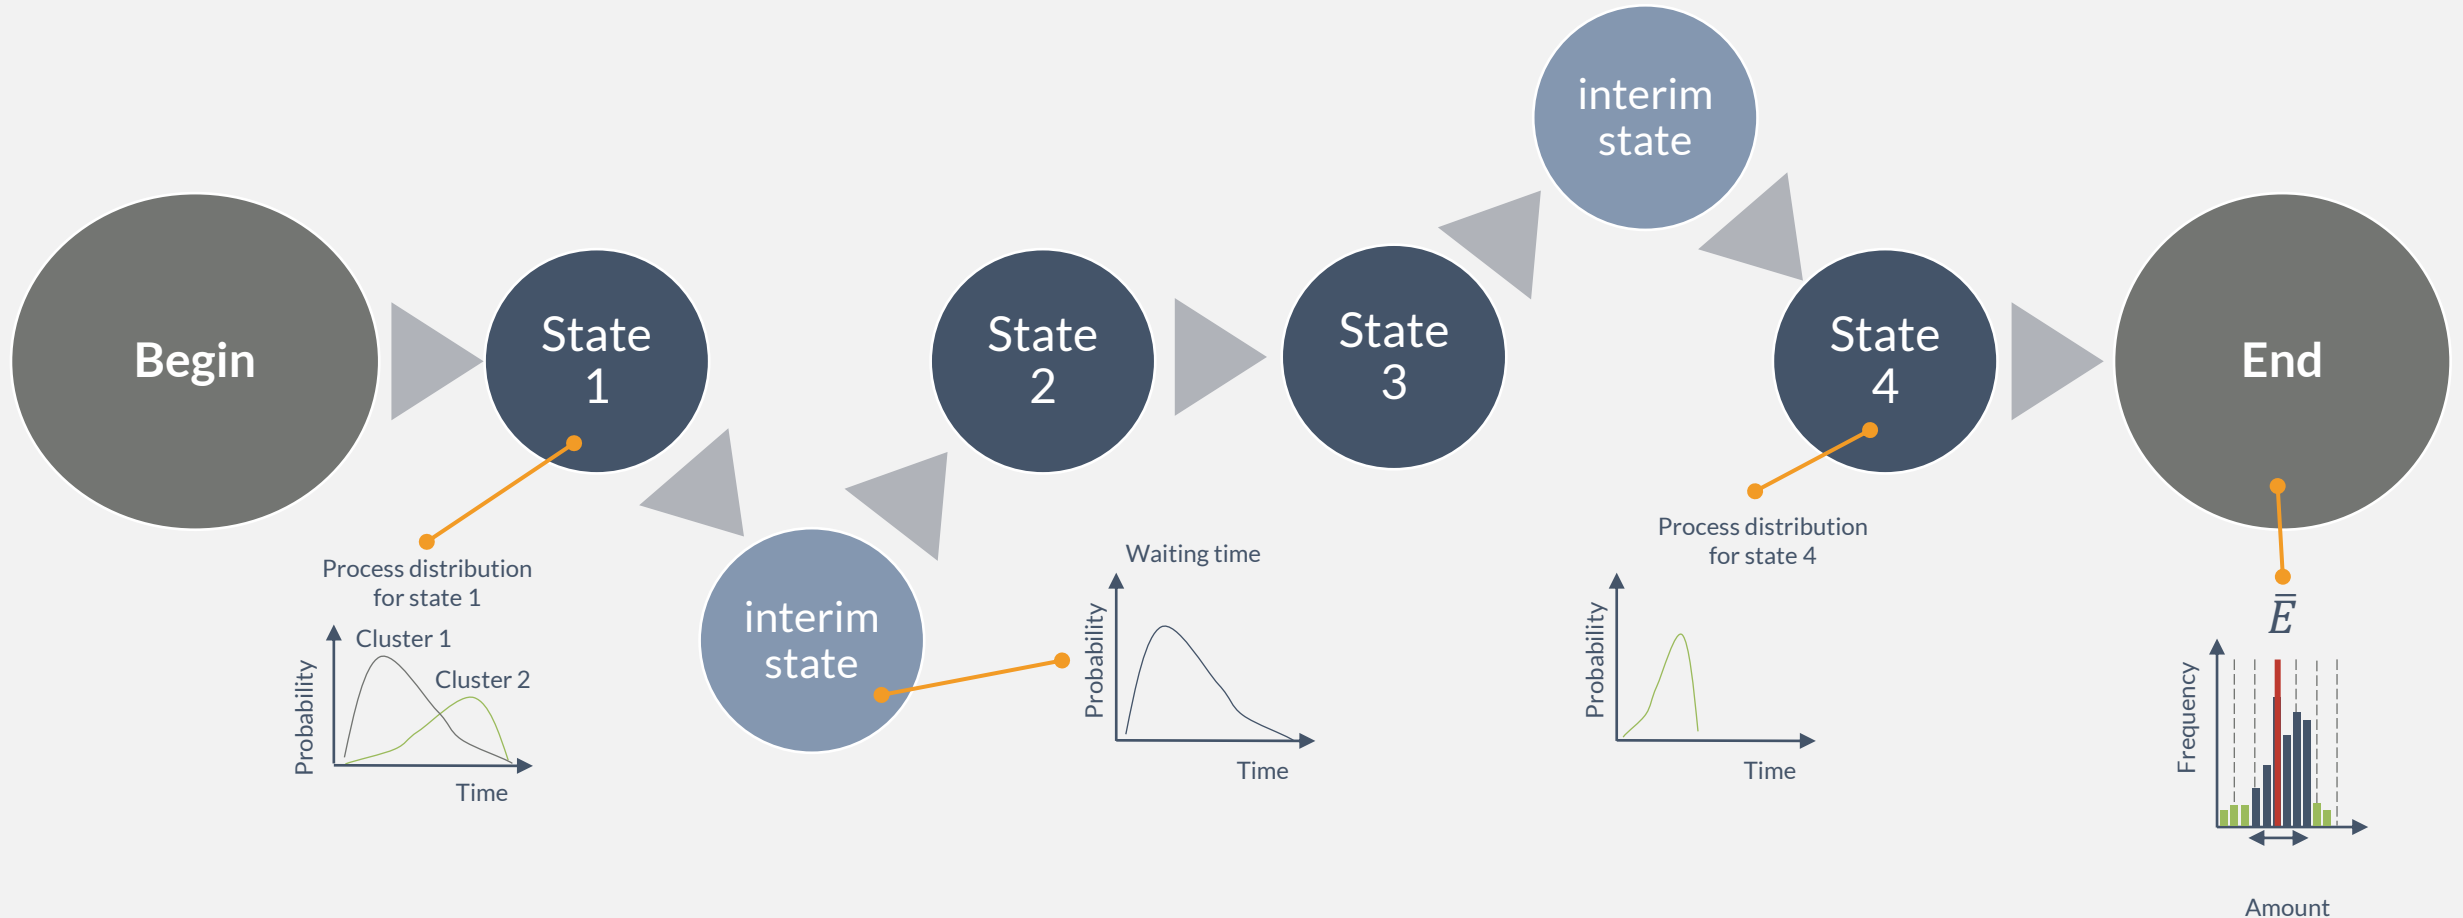 Begin
State
1
interim
state
State
2
State
3
interim
state
State
4
End
Process distribution
for state 1
Probability
Cluster 1
Cluster 2
Time
Waiting time
Probability
Time
Process distribution
for state 4
Probability
Time
E̅
Frequency
Amount